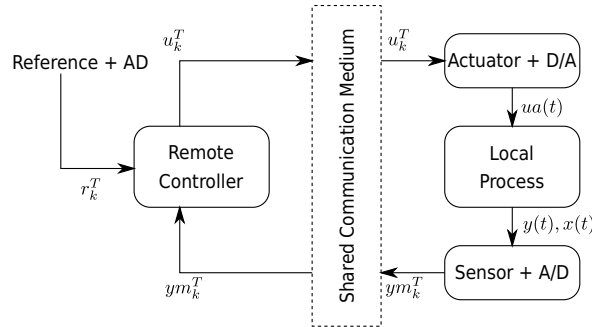 Reference + AD
u_k^T
u_k^T
Actuator + D/A
ua(t)
Remote
Controller
r_k^T
Shared Communication Medium
Local
Process
y(t), x(t)
ym_k^T
ym_k^T
Sensor + A/D